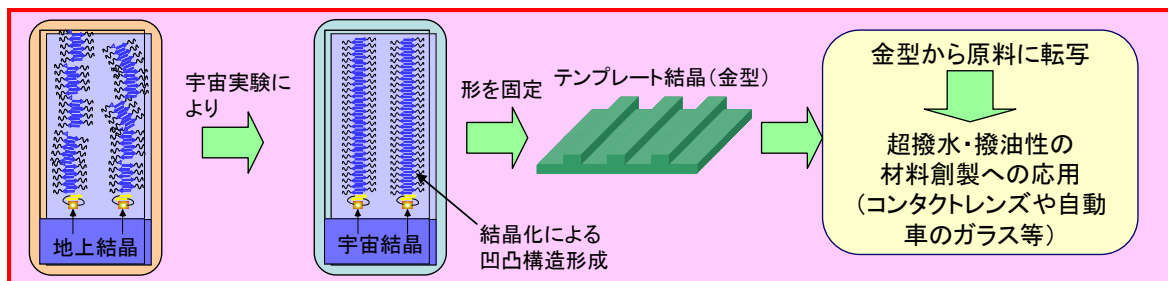 地上結晶
宇宙実験に
より
宇宙結晶
結晶化による
凹凸構造形成
形を固定
テンプレート結晶(金型)
金型から原料に転写
超撥水・撥油性の
材料創製への応用
(コンタクトレンズや自動
車のガラス等)